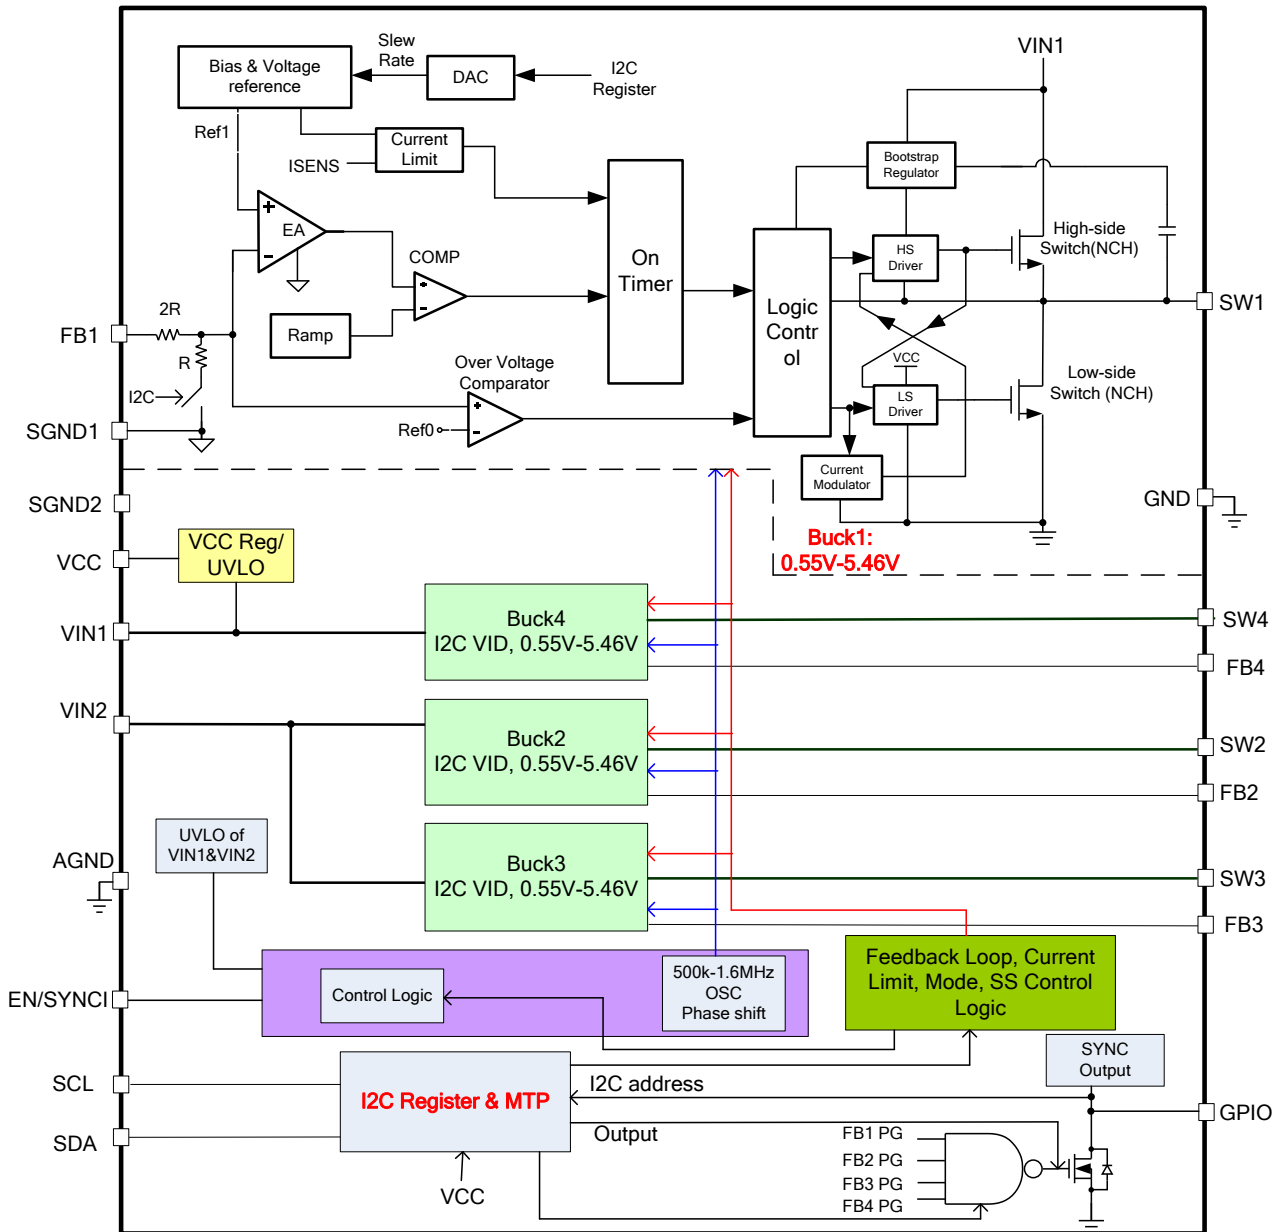 VIN1
Slew
Rate
Bias & Voltage
reference
DAC
I2C
Register
Ref1
Current
Limit
ISENS
Bootstrap
Regulator
EA
COMP
On
Timer
HS
Driver
High-side
Switch(NCH)
2R
FB1
R
Ramp
Logic
Contr
ol
SW1
Over Voltage
Comparator
VCC
LS
Driver
Low-side
Switch (NCH)
I2C
Ref0
SGND1
Current
Modulator
SGND2
GND
VCC
VCC Reg/
UVLO
Buck1:
0.55V-5.46V
VIN1
Buck4
I2C VID, 0.55V-5.46V
SW4
FB4
VIN2
Buck2
I2C VID, 0.55V-5.46V
SW2
FB2
UVLO of
VIN1&VIN2
AGND
Buck3
I2C VID, 0.55V-5.46V
SW3
FB3
EN/SYNCI
Control Logic
500k-1.6MHz
OSC
Phase shift
Feedback Loop, Current
Limit, Mode, SS Control
Logic
SYNC
Output
SCL
I2C Register & MTP
I2C address
GPIO
SDA
Output
FB1 PG
FB2 PG
FB3 PG
FB4 PG
VCC